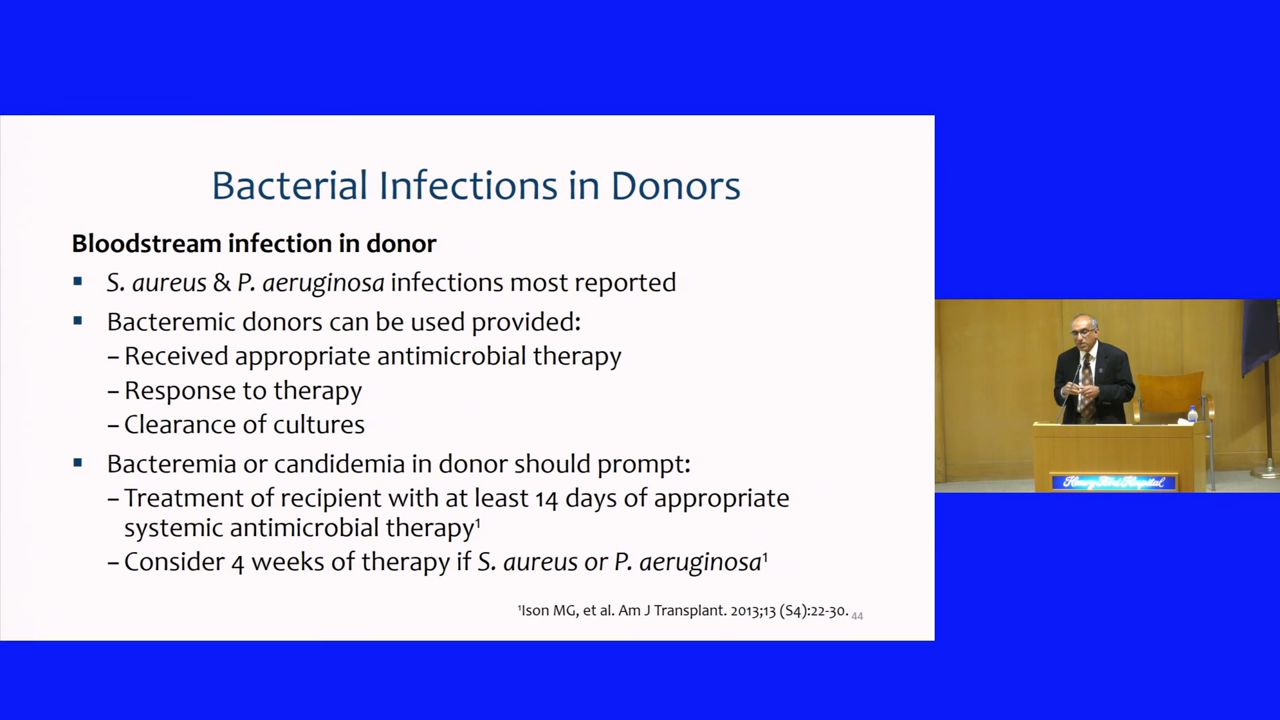 Bacterial Infections in Donors
Bloodstream infection in donor
▪ S. aureus & P. aeruginosa infections most reported
▪ Bacteremic donors can be used provided:
– Received appropriate antimicrobial therapy
– Response to therapy
– Clearance of cultures
▪ Bacteremia or candidemia in donor should prompt:
– Treatment of recipient with at least 14 days of appropriate
systemic antimicrobial therapy¹
– Consider 4 weeks of therapy if S. aureus or P. aeruginosa¹
¹Ison MG, et al. Am J Transplant. 2013;13 (S4):22-30. 44
Henry Ford Hospital